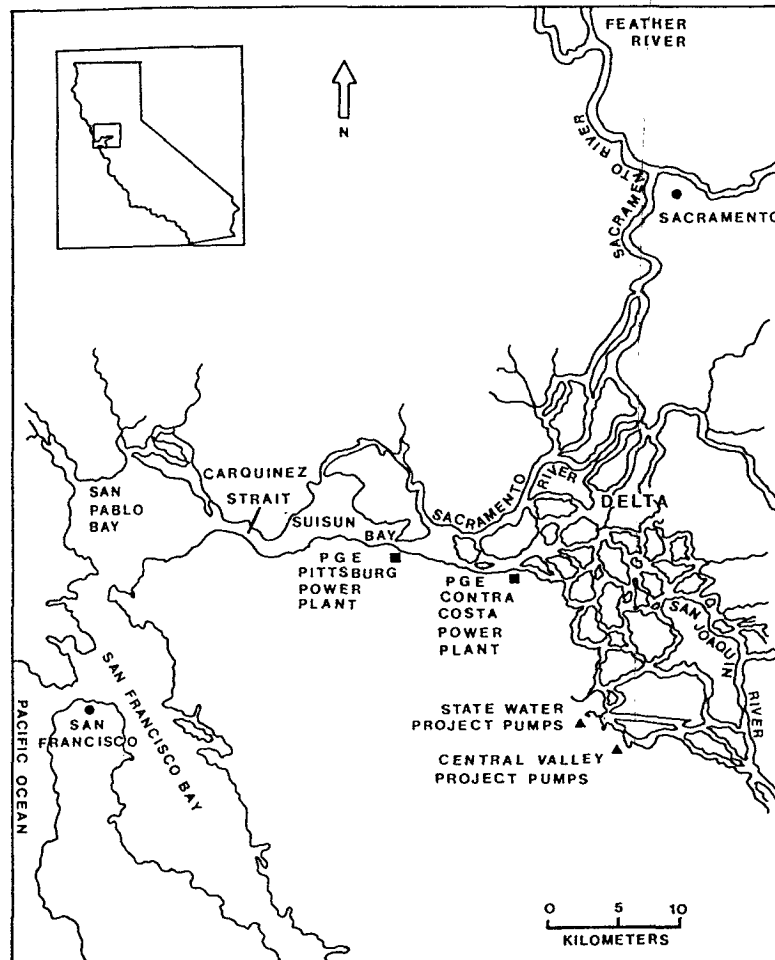 FEATHER
RIVER
N
SACRAMENTO RIVER
SACRAMENTO
CARQUINEZ
STRAIT
SAN
PABLO
BAY
SUISUN
BAY
SACRAMENTO
RIVER
DELTA
PGE
PITTSBURG
POWER
PLANT
PGE
CONTRA
COSTA
POWER
PLANT
SAN JOAQUIN
RIVER
SAN FRANCISCO BAY
PACIFIC OCEAN
SAN
FRANCISCO
STATE WATER
PROJECT PUMPS
CENTRAL VALLEY
PROJECT PUMPS
0 5 10
KILOMETERS